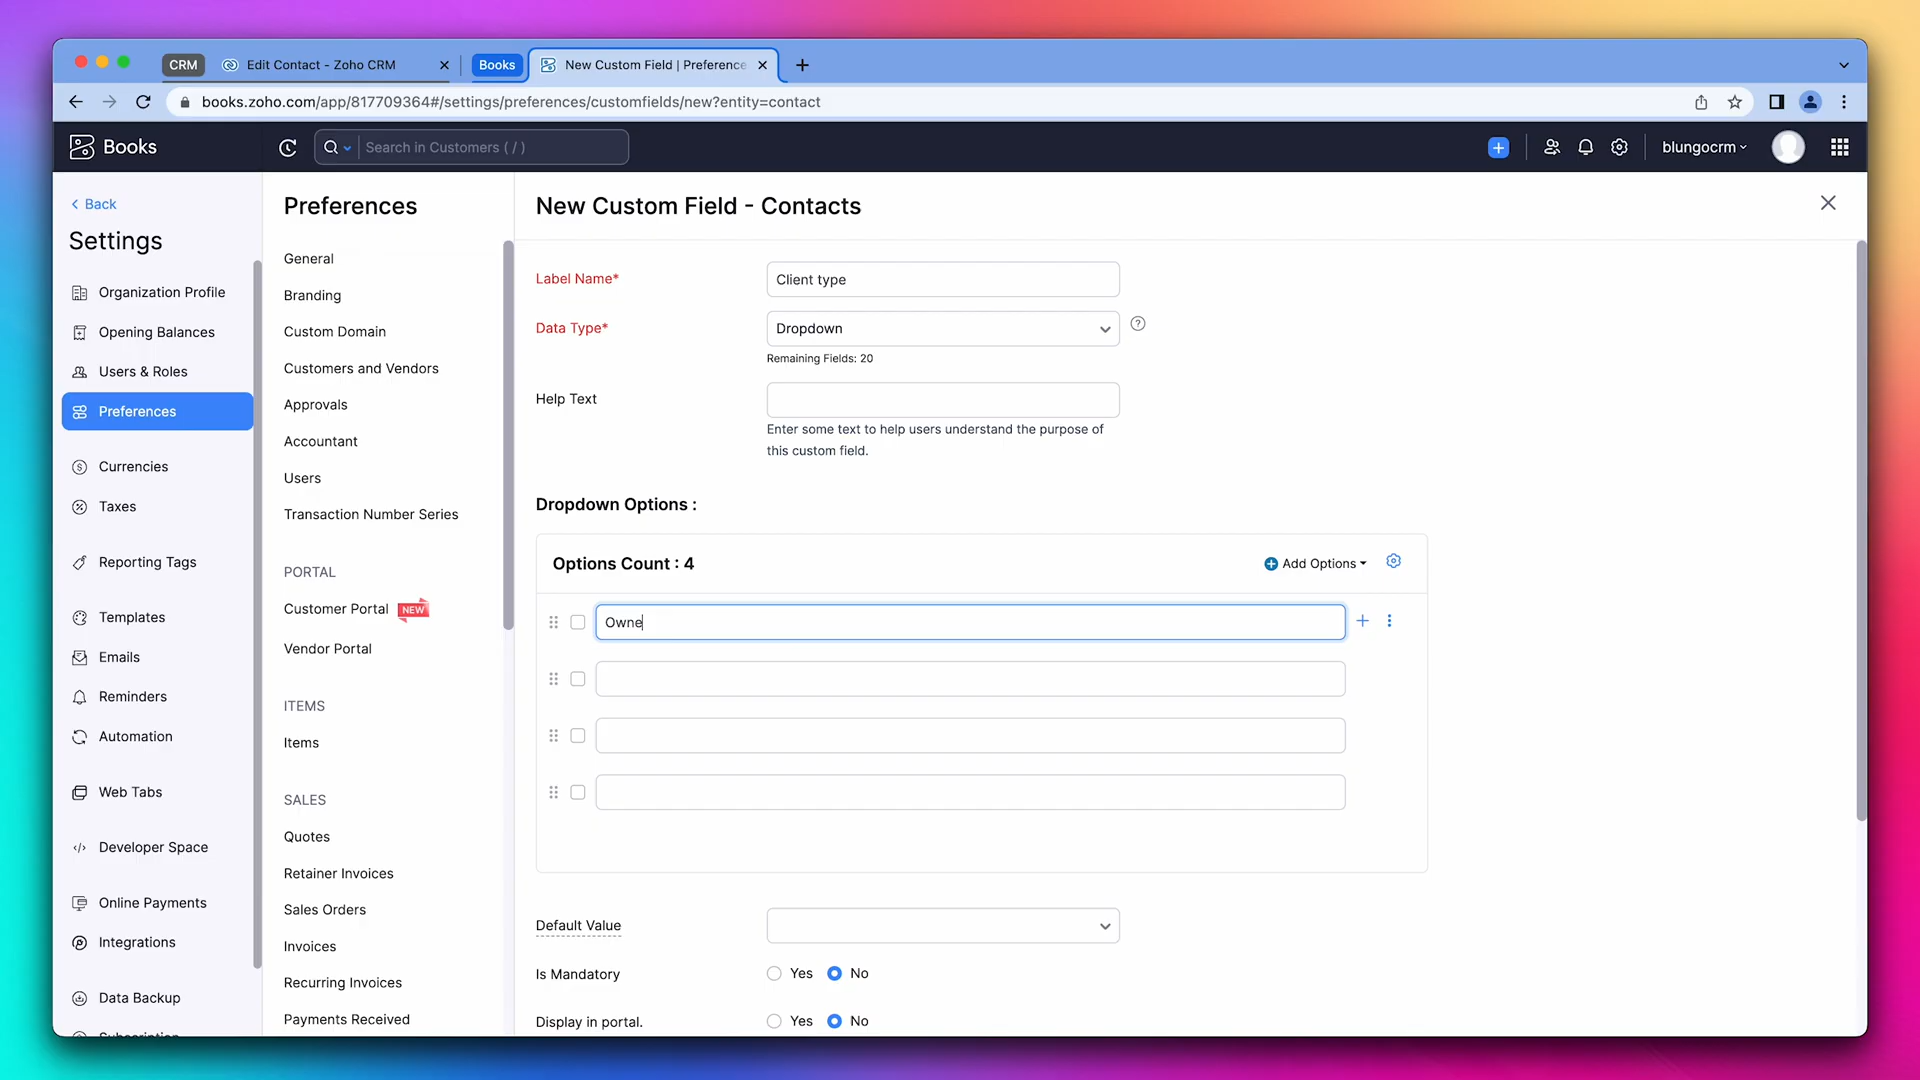 CRM
Edit Contact - Zoho CRM
Books
New Custom Field | Preference
books.zoho.com/app/817709364#/settings/preferences/customfields/new?entity=contact
Books
Search in Customers ( / )
blungocrm
Back
Settings
Organization Profile
Opening Balances
Users & Roles
Preferences
Currencies
Taxes
Reporting Tags
Templates
Emails
Reminders
Automation
Web Tabs
Developer Space
Online Payments
Integrations
Data Backup
Subscription
Preferences
General
Branding
Custom Domain
Customers and Vendors
Approvals
Accountant
Users
Transaction Number Series
PORTAL
Customer Portal NEW
Vendor Portal
ITEMS
Items
SALES
Quotes
Retainer Invoices
Sales Orders
Invoices
Recurring Invoices
Payments Received
New Custom Field - Contacts
Label Name* Client type
Data Type* Dropdown
Remaining Fields: 20
Help Text
Enter some text to help users understand the purpose of
this custom field.
Dropdown Options :
Options Count : 4 Add Options
Owne
Default Value
Is Mandatory Yes No
Display in portal. Yes No